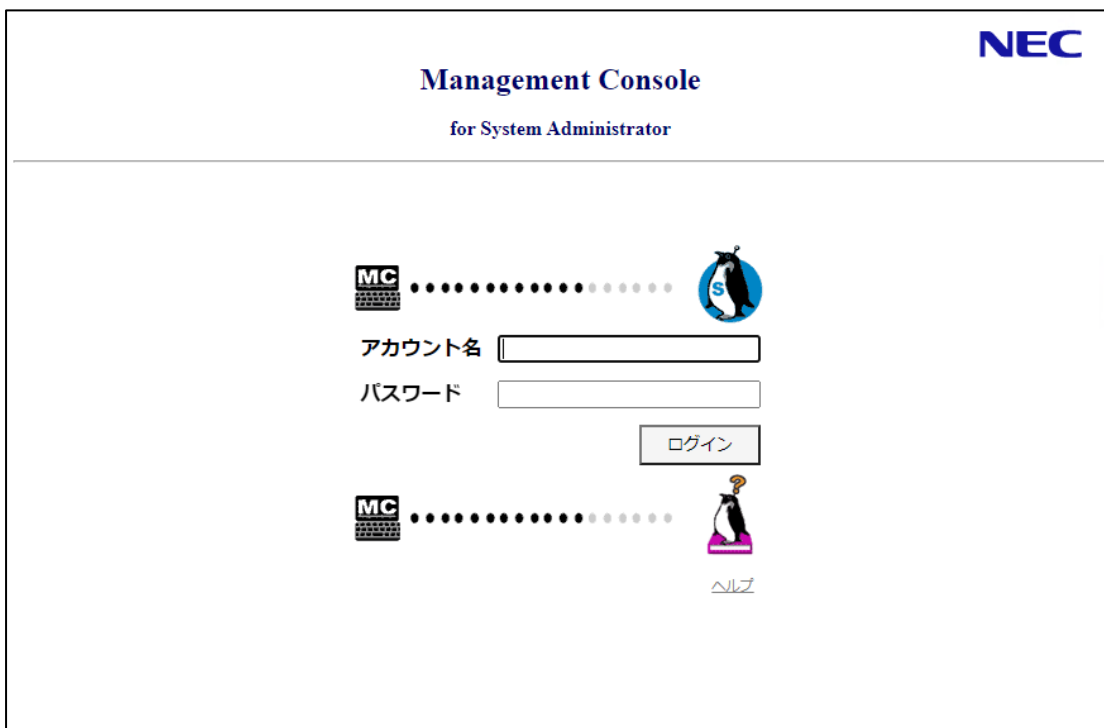 NEC
Management Console
for System Administrator
MC
S
アカウント名
パスワード
ログイン
MC
?
ヘルプ